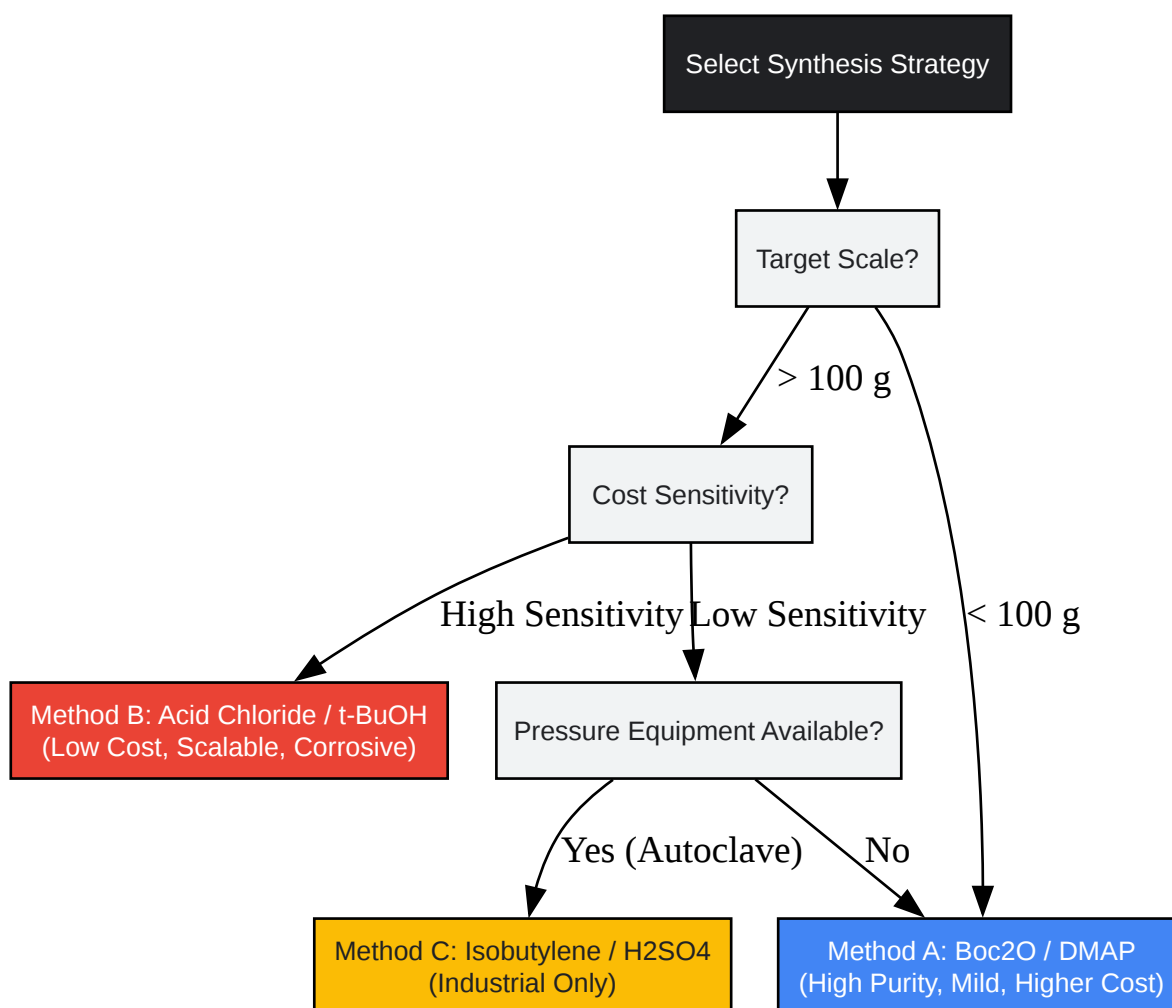 Select Synthesis Strategy
Target Scale?
> 100 g
Cost Sensitivity?
High Sensitivity
Low Sensitivity
< 100 g
Method B: Acid Chloride / t-BuOH
(Low Cost, Scalable, Corrosive)
Pressure Equipment Available?
Yes (Autoclave)
No
Method C: Isobutylene / H2SO4
(Industrial Only)
Method A: Boc2O / DMAP
(High Purity, Mild, Higher Cost)